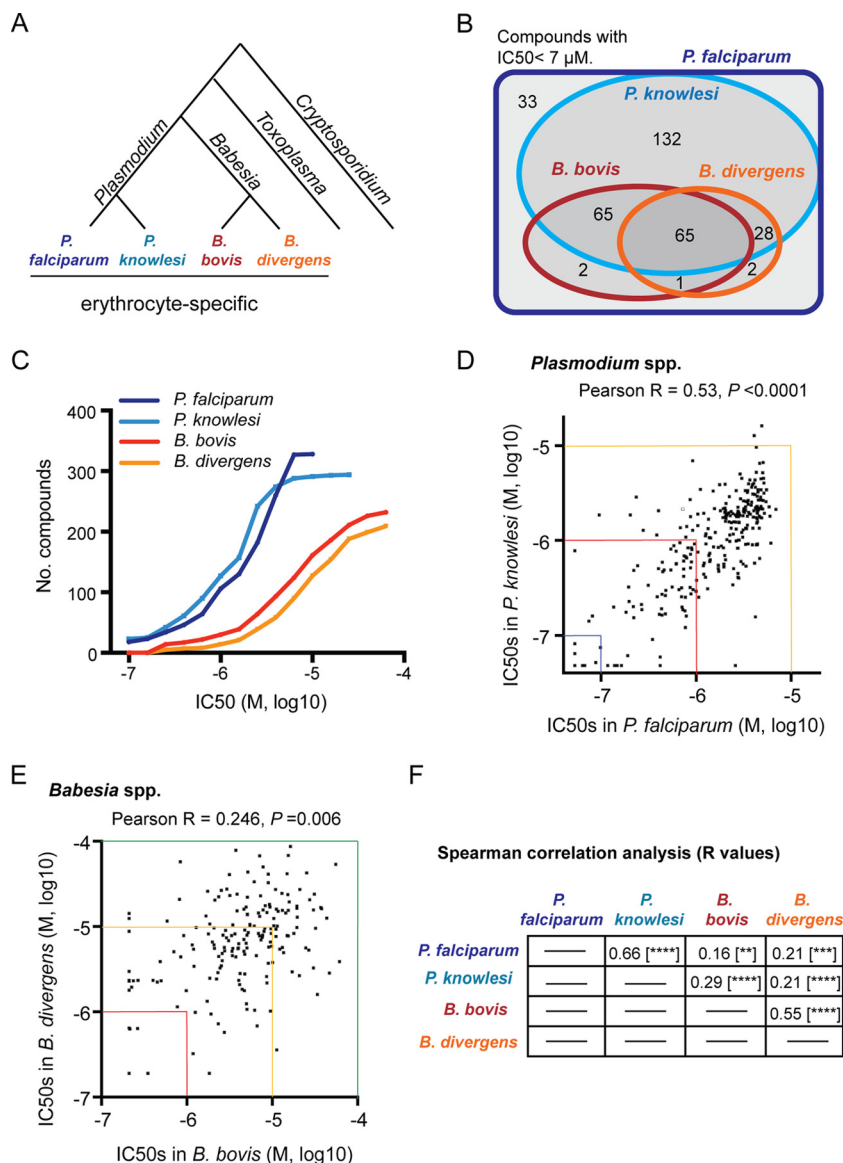 A
Plasmodium
Babesia
Toxoplasma
Cryptosporidium
P. falciparum
P. knowlesi
B. bovis
B. divergens
erythrocyte-specific
B
Compounds with
IC50< 7 µM.
P. falciparum
33
P. knowlesi
132
B. bovis
B. divergens
65
65
28
2
1
2
C
P. falciparum
P. knowlesi
B. bovis
B. divergens
No. compounds
400
300
200
100
0
-7
-6
-5
-4
IC50 (M, log10)
D
Plasmodium spp.
Pearson R = 0.53, P <0.0001
IC50s in P. knowlesi (M, log10)
-5
-6
-7
-7
-6
-5
IC50s in P. falciparum (M, log10)
E
Babesia spp.
Pearson R = 0.246, P =0.006
IC50s in B. divergens (M, log10)
-4
-5
-6
-7
-7
-6
-5
-4
IC50s in B. bovis (M, log10)
F
Spearman correlation analysis (R values)
P. falciparum
P. knowlesi
B. bovis
B. divergens
P. falciparum 0.66 [****] 0.16 [**] 0.21 [***]
P. knowlesi 0.29 [****] 0.21 [****]
B. bovis 0.55 [****]
B. divergens